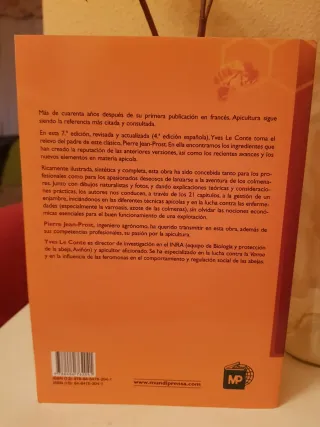 Más de cuarenta años después de su primera publicación en francés, Apicultura sigue
siendo la referencia más citada y consultada.
En esta 7.ª edición, revisada y actualizada (4.ª edición española), Yves Le Conte toma el
relevo del padre de este clásico, Pierre Jean-Prost. En ella encontramos los ingredientes que
han creado la reputación de las anteriores versiones, así como los recientes avances y los
nuevos elementos en materia apícola.
Ricamente ilustrada, sintética y completa, esta obra ha sido concebida tanto para los pro-
fesionales como para los apasionados deseosos de lanzarse a la aventura de los colmena-
res. Junto con dibujos naturalistas y fotos, y dando explicaciones teóricas y consideracio-
nes prácticas, los autores nos conducen, a través de los 21 capítulos, a la gestión de un
enjambre, iniciándonos en las diferentes técnicas apícolas y en la lucha contra las enferme-
dades (especialmente la varroasis, azote de las colmenas), sin olvidar las nociones econó-
micas esenciales para el buen funcionamiento de una explotación.
Pierre Jean-Prost, ingeniero agrónomo, ha querido transmitir en esta obra, además de
sus competencias profesionales, su pasión por la apicultura.
Yves Le Conte es director de investigación en el INRA (equipo de Biología y protección
de la abeja, Aviñón) y apicultor aficionado. Se ha especializado en la lucha contra la Varroa
y en la influencia de las feromonas en el comportamiento y regulación social de las abejas.
www.mundiprensa.com
MP